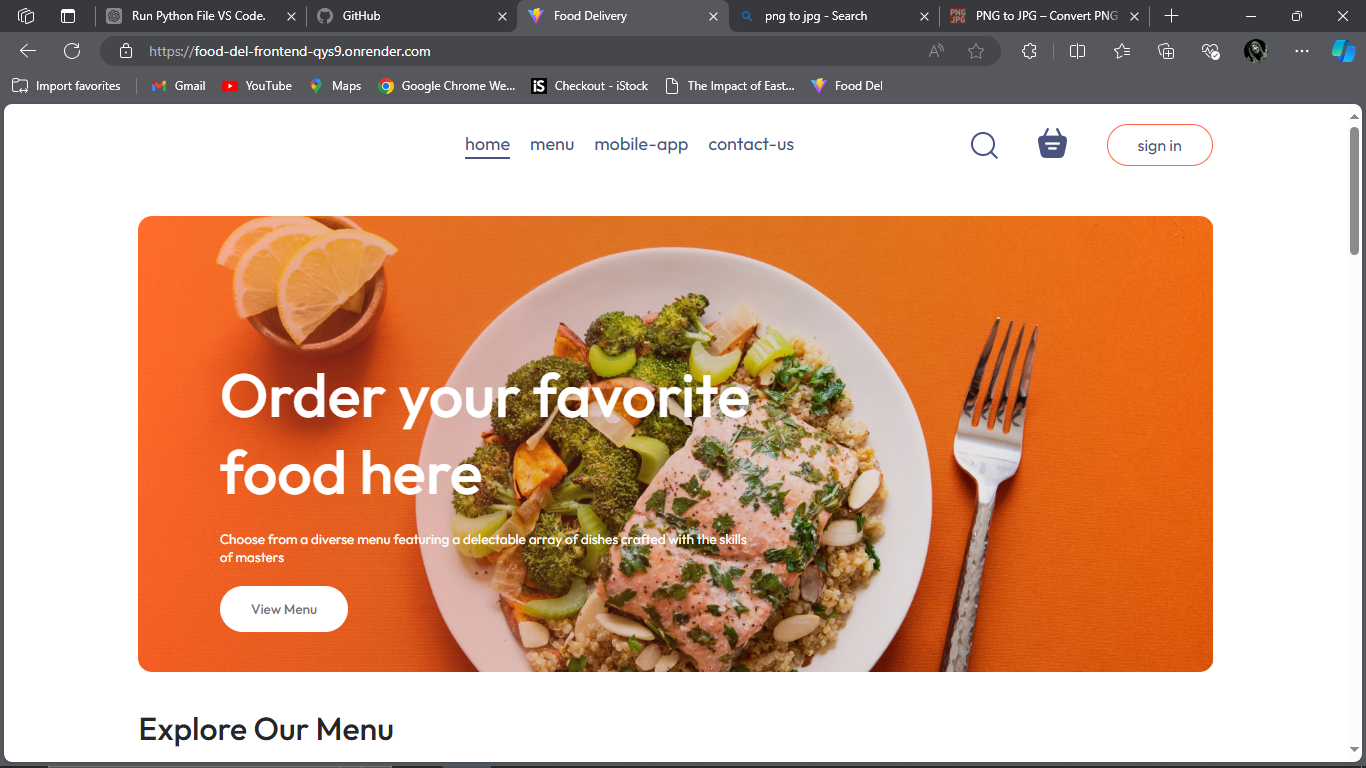 Run Python File VS Code.
GitHub
Food Delivery
png to jpg - Search
PNG to JPG – Convert PNG
https://food-del-frontend-qys9.onrender.com
Import favorites
Gmail
YouTube
Maps
Google Chrome We...
iS
Checkout - iStock
The Impact of East...
Food Del
home
menu
mobile-app
contact-us
sign in
Order your favorite
food here
Choose from a diverse menu featuring a delectable array of dishes crafted with the skills
of masters
View Menu
Explore Our Menu